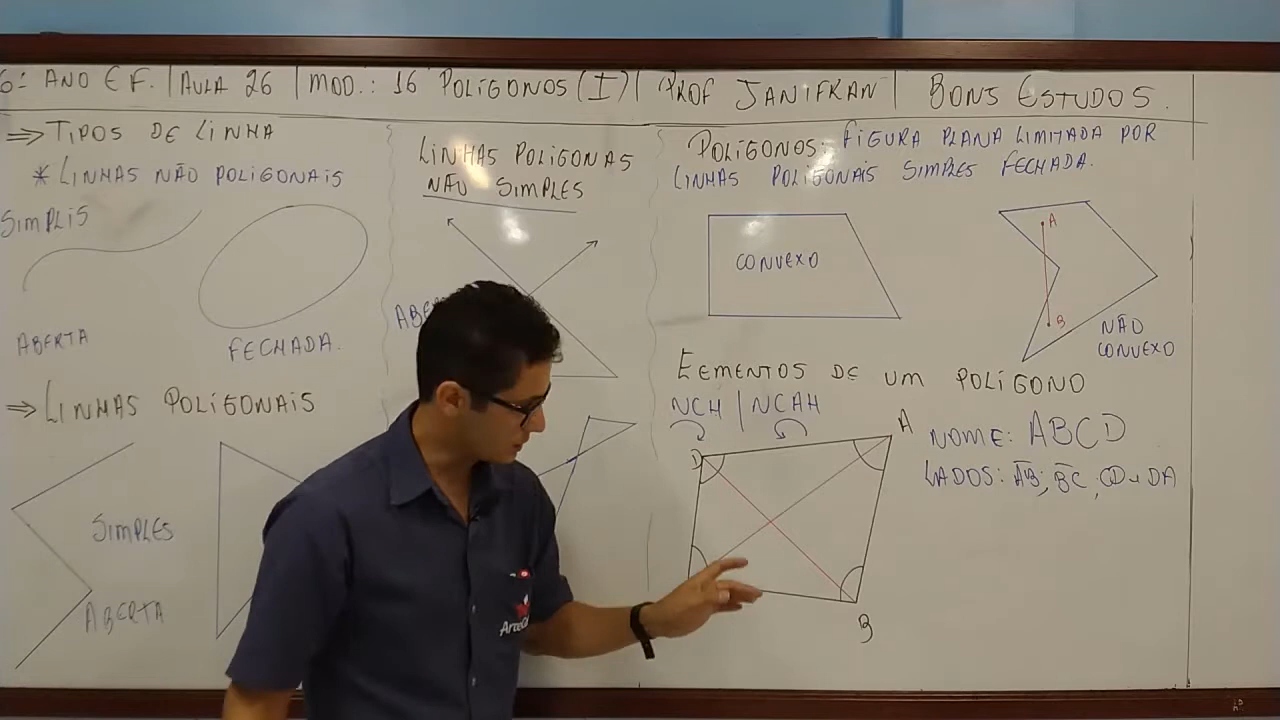 6º ANO E F. | AULA 26 | MOD.: 16 POLÍGONOS (I) | PROF JANIFRAN | BONS ESTUDOS.
⇒ TIPOS DE LINHA
* LINHAS NÃO POLIGONAIS
SIMPLIS
ABERTA
FECHADA.
⇒ LINHAS POLIGONAIS
SIMPLES
ABERTA
LINHAS POLIGONAS
NÃO SIMPLES
POLÍGONOS: FIGURA PLANA LIMITADA POR
LINHAS POLIGONAIS SIMPLES FECHADA.
CONVEXO
A
B
NÃO
CONVEXO
EEMENTOS DE UM POLÍGONO
NCH | NCAH
D
A
B
NOME: ABCD
LADOS: AB; BC, CD e DA